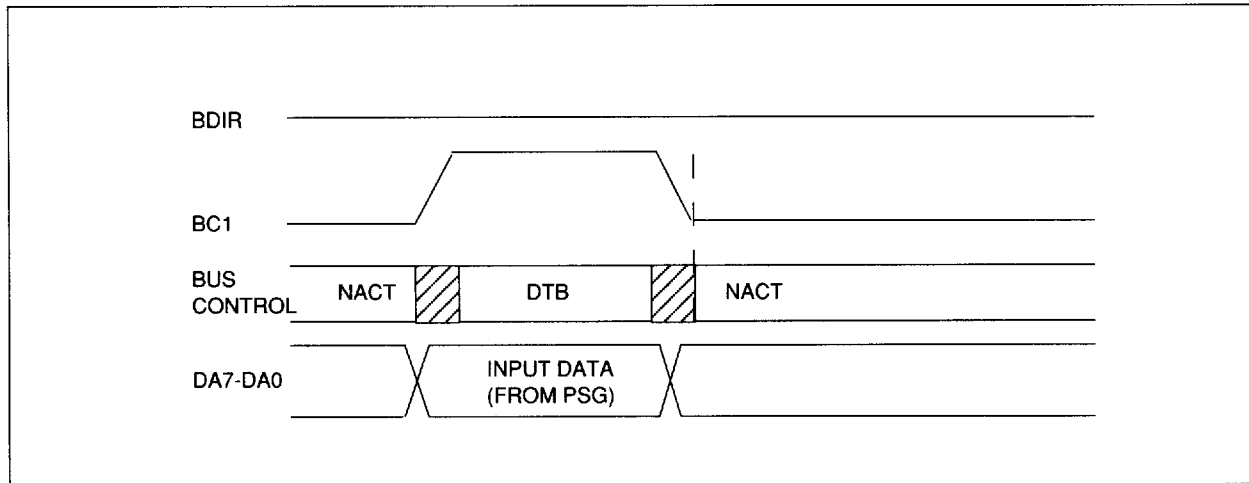 BDIR
BC1
BUS
CONTROL
NACT
DTB
NACT
DA7-DA0
INPUT DATA
(FROM PSG)